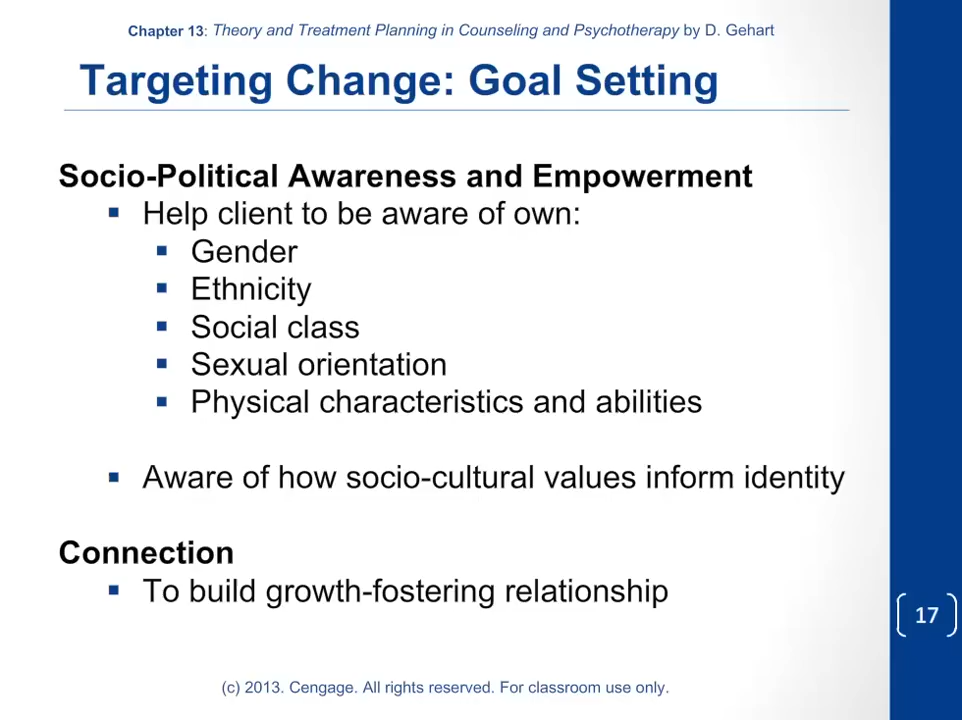 Chapter 13: Theory and Treatment Planning in Counseling and Psychotherapy by D. Gehart
Targeting Change: Goal Setting
Socio-Political Awareness and Empowerment
▪ Help client to be aware of own:
▪ Gender
▪ Ethnicity
▪ Social class
▪ Sexual orientation
▪ Physical characteristics and abilities
▪ Aware of how socio-cultural values inform identity
Connection
▪ To build growth-fostering relationship
17
(c) 2013. Cengage. All rights reserved. For classroom use only.